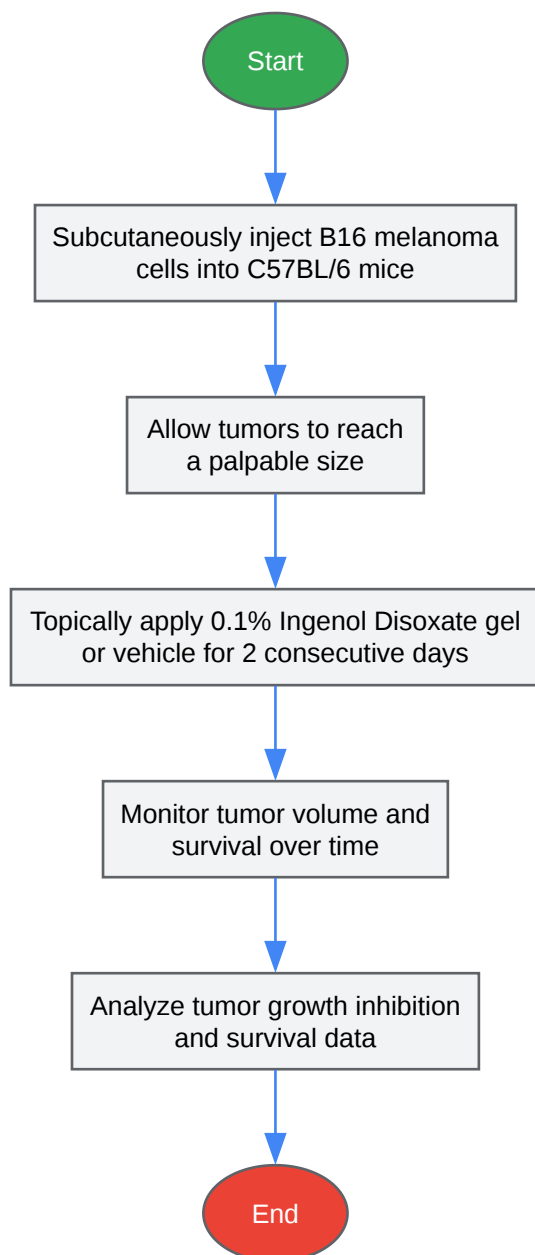 Start
Subcutaneously inject B16 melanoma
cells into C57BL/6 mice
Allow tumors to reach
a palpable size
Topically apply 0.1% Ingenol Disoxate gel
or vehicle for 2 consecutive days
Monitor tumor volume and
survival over time
Analyze tumor growth inhibition
and survival data
End